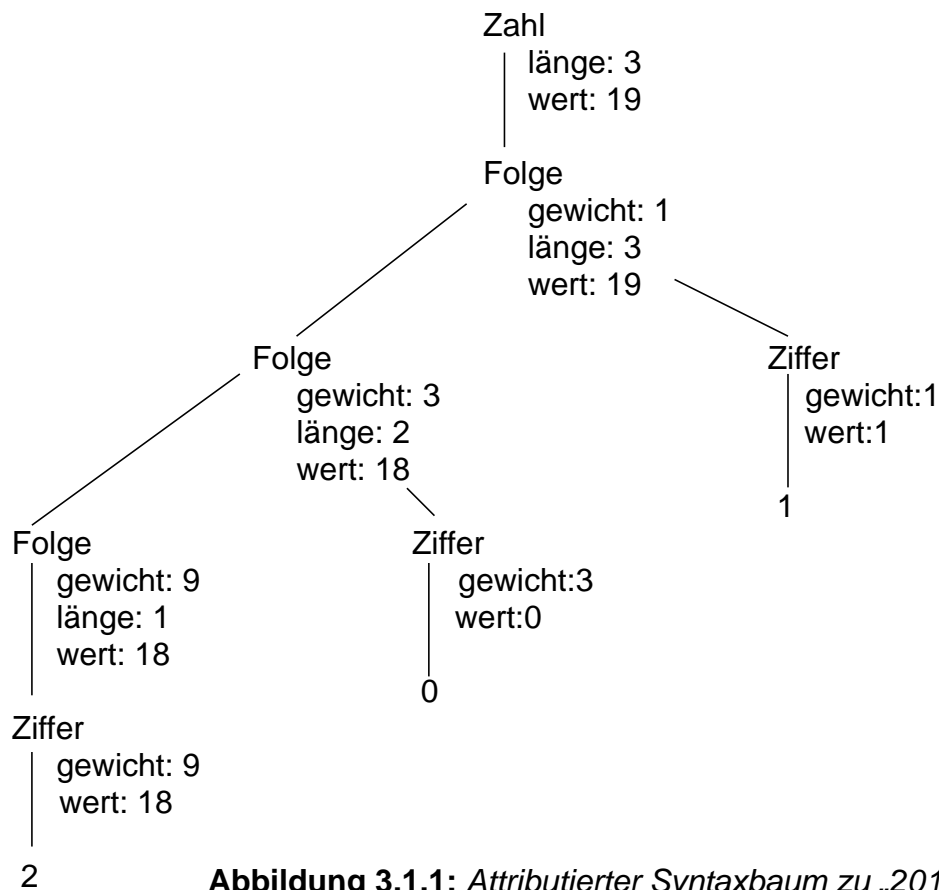 Zahl
länge: 3
wert: 19
Folge
gewicht: 1
länge: 3
wert: 19
Folge
gewicht: 3
länge: 2
wert: 18
Ziffer
gewicht:1
wert:1
1
Folge
gewicht: 9
länge: 1
wert: 18
Ziffer
gewicht:3
wert:0
0
Ziffer
gewicht: 9
wert: 18
2
Abbildung 3.1.1: Attributierter Syntaxbaum zu „201